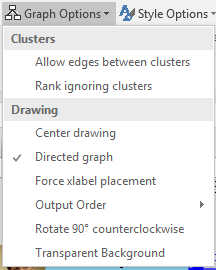 Graph Options Style Options
Clusters
Allow edges between clusters
Rank ignoring clusters
Drawing
Center drawing
Directed graph
Force xlabel placement
Output Order
Rotate 90° counterclockwise
Transparent Background